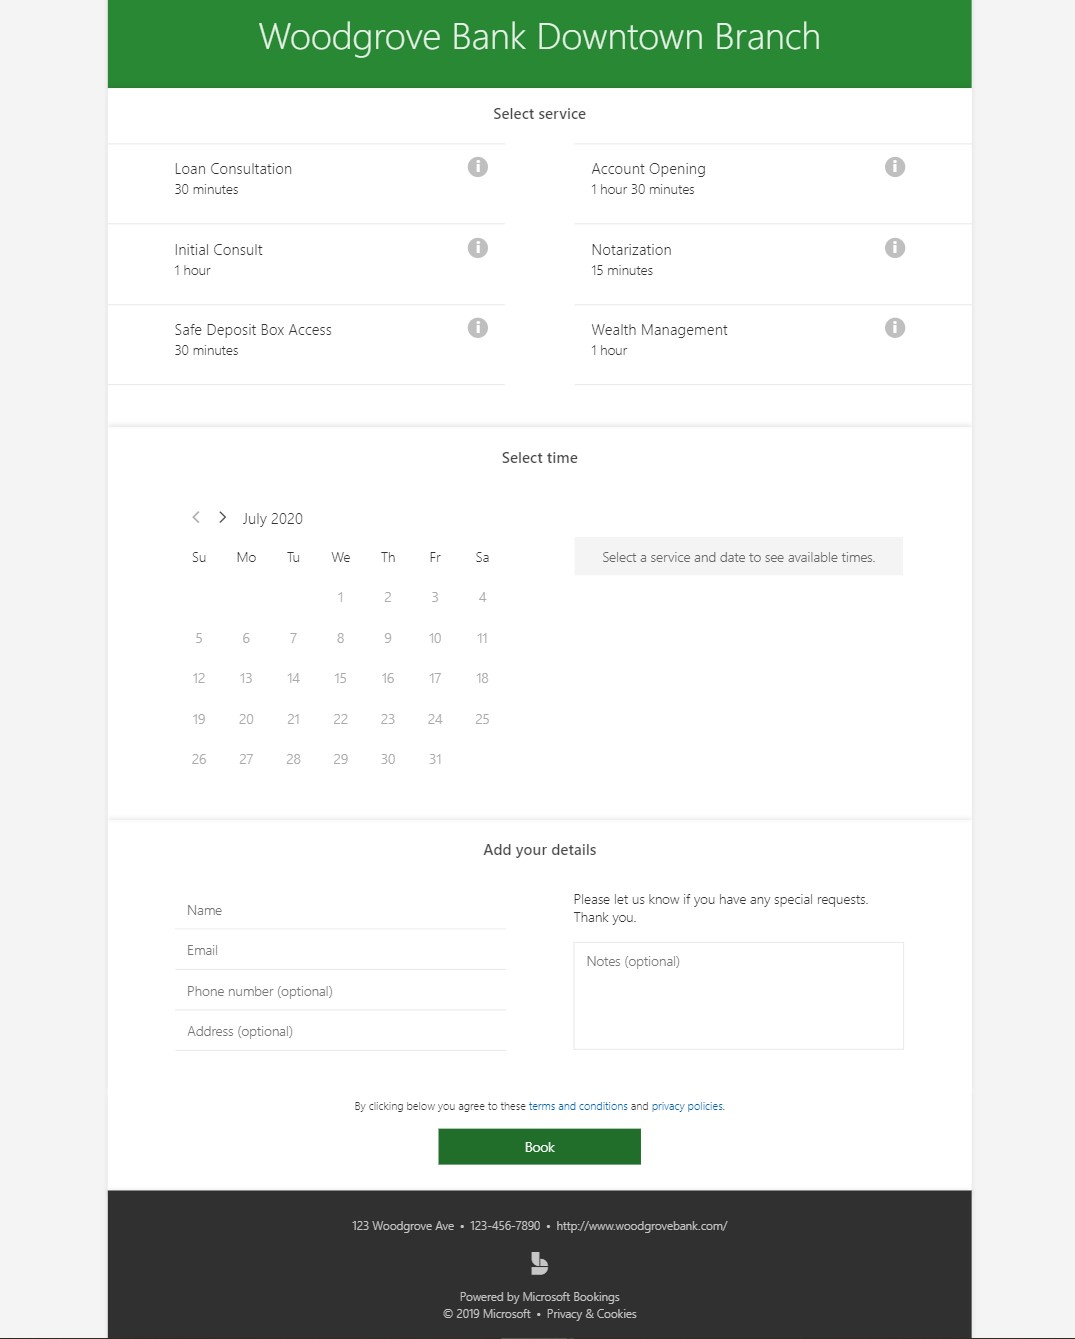 Woodgrove Bank Downtown Branch
Select service
Loan Consultation
30 minutes
Account Opening
1 hour 30 minutes
Initial Consult
1 hour
Notarization
15 minutes
Safe Deposit Box Access
30 minutes
Wealth Management
1 hour
Select time
July 2020
Su Mo Tu We Th Fr Sa
1 2 3 4
5 6 7 8 9 10 11
12 13 14 15 16 17 18
19 20 21 22 23 24 25
26 27 28 29 30 31
Select a service and date to see available times.
Add your details
Name
Email
Phone number (optional)
Address (optional)
Please let us know if you have any special requests.
Thank you.
Notes (optional)
By clicking below you agree to these terms and conditions and privacy policies.
Book
123 Woodgrove Ave • 123-456-7890 • http://www.woodgrovebank.com/
Powered by Microsoft Bookings
© 2019 Microsoft • Privacy & Cookies